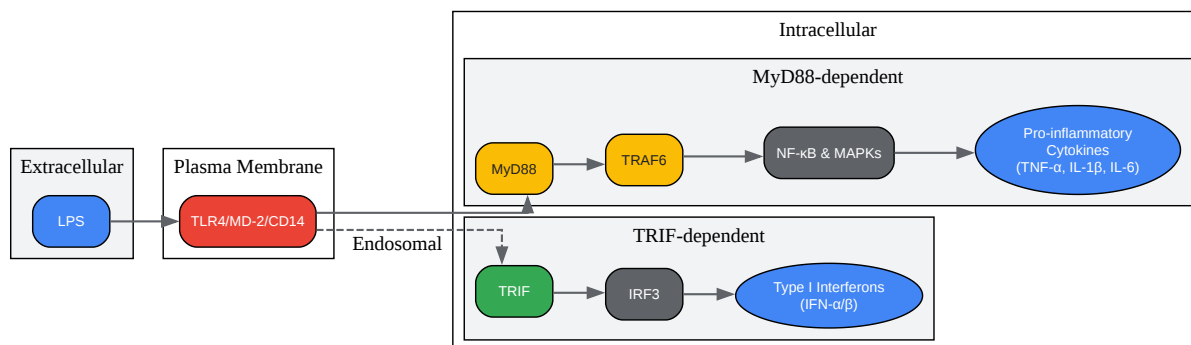 Intracellular
MyD88-dependent
Extracellular
LPS
Plasma Membrane
TLR4/MD-2/CD14
MyD88
TRAF6
NF-κB & MAPKs
Pro-inflammatory
Cytokines
(TNF-α, IL-1β, IL-6)
Endosomal
TRIF-dependent
TRIF
IRF3
Type I Interferons
(IFN-α/β)